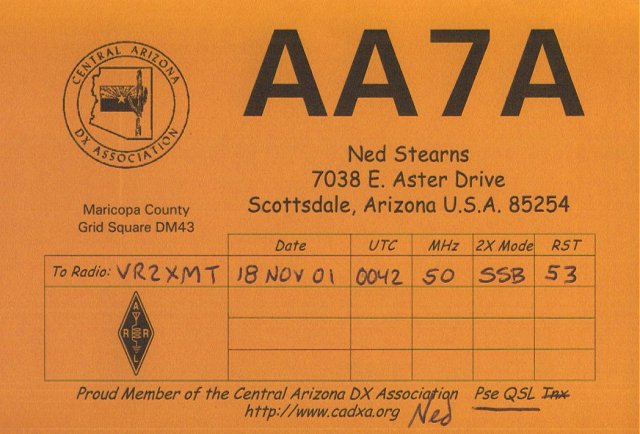 AA7A
CENTRAL ARIZONA
DX ASSOCIATION
Ned Stearns
7038 E. Aster Drive
Scottsdale, Arizona U.S.A. 85254
Maricopa County
Grid Square DM43
Date UTC MHz 2X Mode RST
To Radio: VR2XMT 18 NOV 01 0042 50 SSB 53
A
R R
L
Proud Member of the Central Arizona DX Association Pse QSL Tnx
http://www.cadxa.org Ned